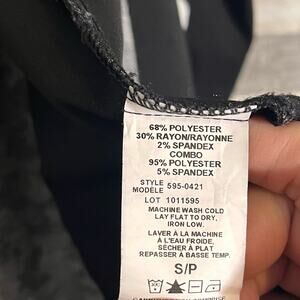 68% POLYESTER
30% RAYON/RAYONNE
2% SPANDEX
COMBO
95% POLYESTER
5% SPANDEX
STYLE 595-0421
MODELE
LOT 1011595
MACHINE WASH COLD
LAY FLAT TO DRY,
IRON LOW.
LAVER À LA MACHINE
À L'EAU FROIDE,
SÉCHER À PLAT
REPASSER A BASSE TEMP.
S/P